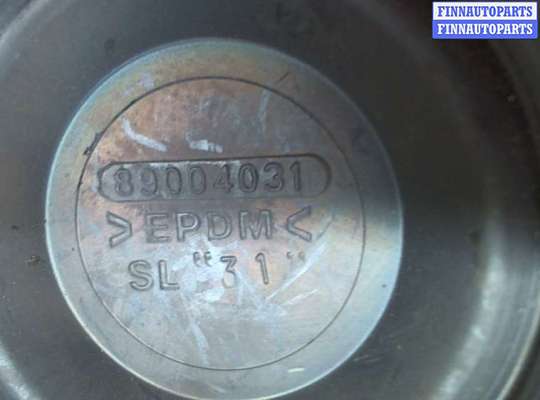 FINNAUTOPARTS
FINNAUTOPARTS
89004031
>EPDM<
SL "31"